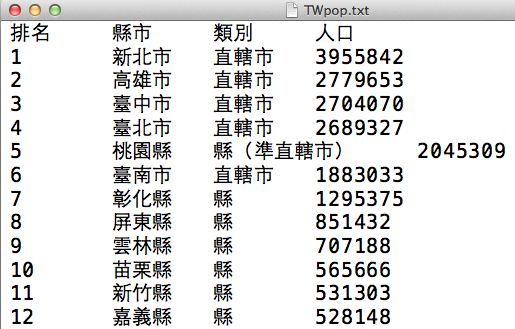 TWpop.txt
排名 縣市 類別 人口
1 新北市 直轄市 3955842
2 高雄市 直轄市 2779653
3 臺中市 直轄市 2704070
4 臺北市 直轄市 2689327
5 桃園縣 縣（準直轄市） 2045309
6 臺南市 直轄市 1883033
7 彰化縣 縣 1295375
8 屏東縣 縣 851432
9 雲林縣 縣 707188
10 苗栗縣 縣 565666
11 新竹縣 縣 531303
12 嘉義縣 縣 528148